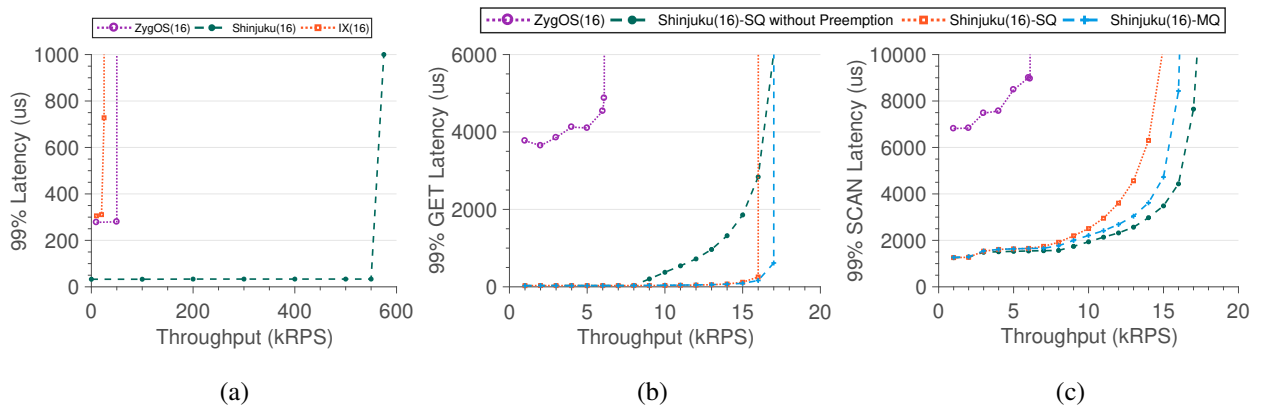 ZygOS(16) Shinjuku(16) IX(16)
99% Latency (us)
1000
800
600
400
200
0
0 200 400 600
Throughput (kRPS)
(a)
ZygOS(16) Shinjuku(16)-SQ without Preemption Shinjuku(16)-SQ Shinjuku(16)-MQ
99% GET Latency (us)
6000
4000
2000
0
0 5 10 15 20
Throughput (kRPS)
(b)
99% SCAN Latency (us)
10000
8000
6000
4000
2000
0
0 5 10 15 20
Throughput (kRPS)
(c)